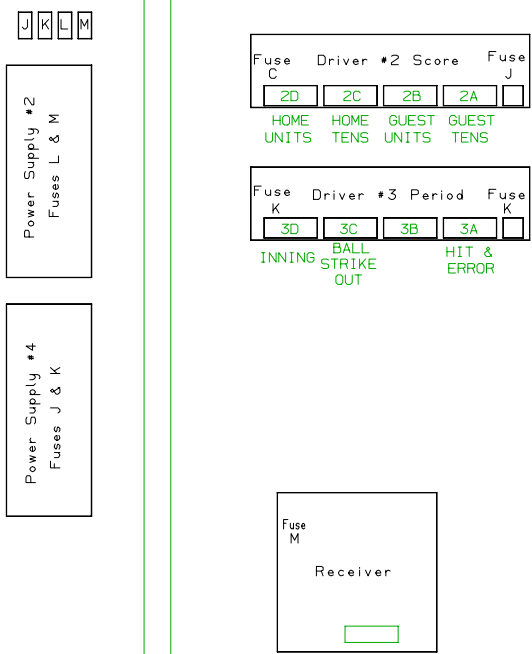 J K L M
Power Supply #2
Fuses L & M
Power Supply #4
Fuses J & K
Fuse
C
Driver #2 Score
Fuse
J
2D 2C 2B 2A
HOME HOME GUEST GUEST
UNITS TENS UNITS TENS
Fuse
K
Driver #3 Period
Fuse
K
3D 3C 3B 3A
INNING
BALL
STRIKE
OUT
HIT &
ERROR
Fuse
M
Receiver